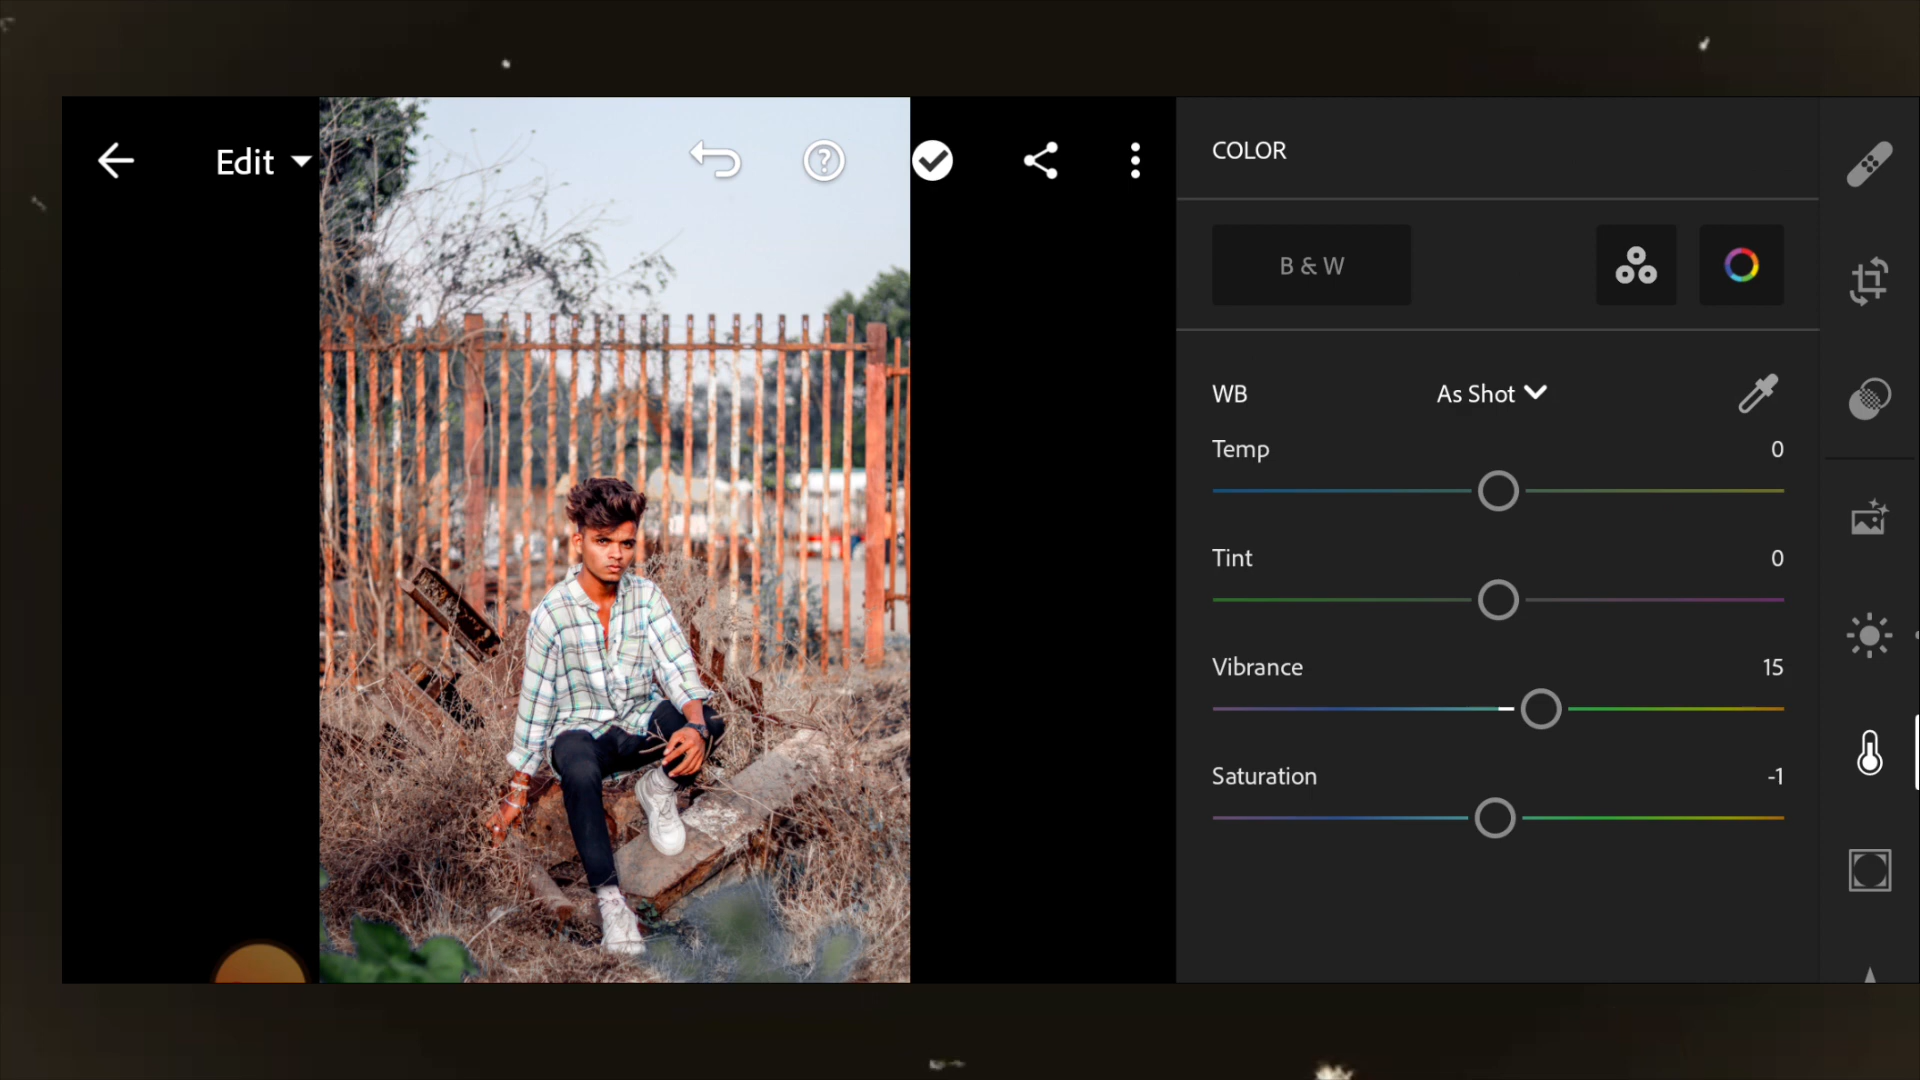 Edit
COLOR
B & W
WB
As Shot
Temp
0
Tint
0
Vibrance
15
Saturation
-1